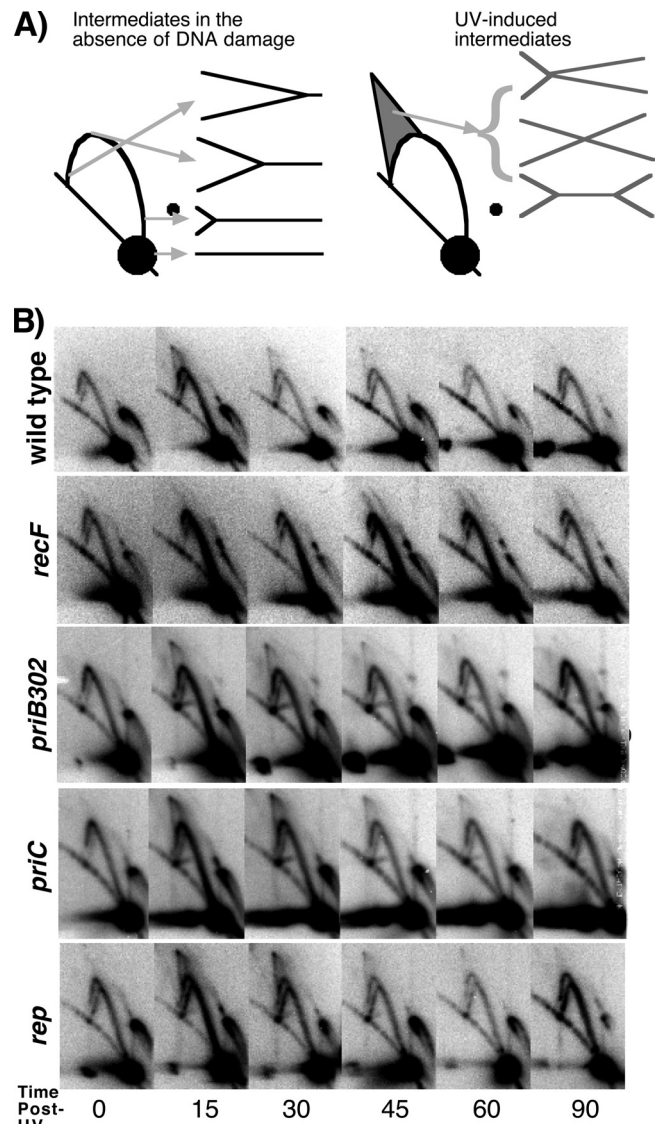 A)
Intermediates in the
absence of DNA damage
UV-induced
intermediates
B)
wild type
recF
priB302
priC
rep
Time
Post-
UV
0 15 30 45 60 90